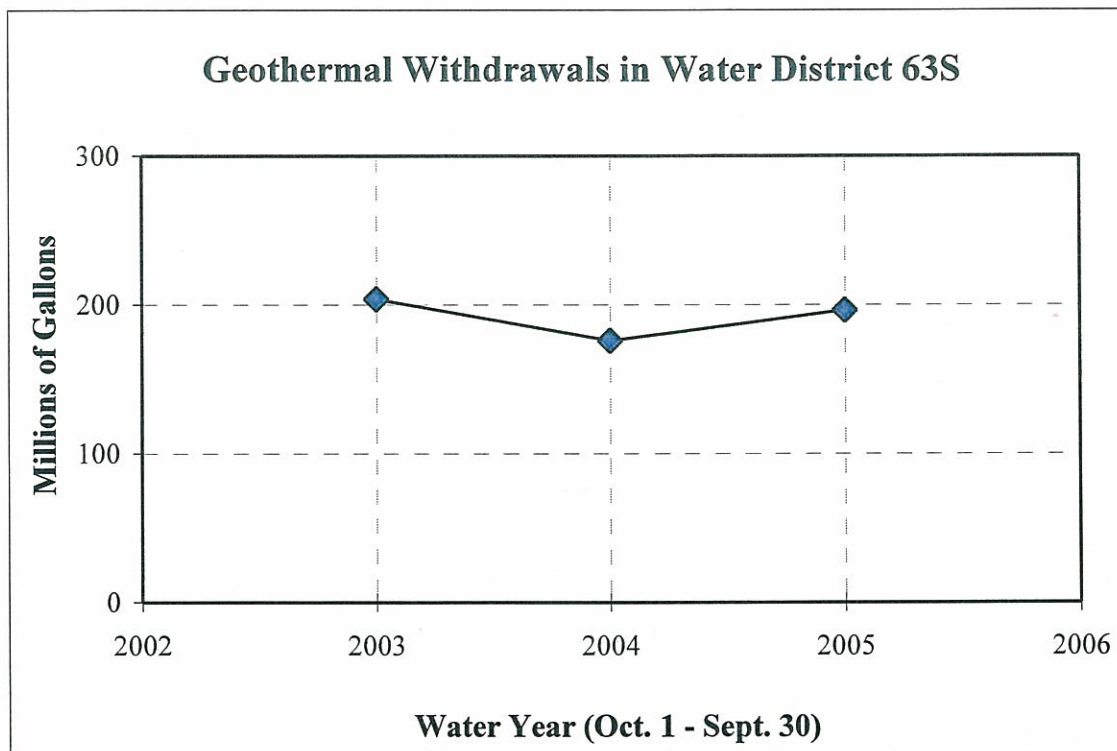 Geothermal Withdrawals in Water District 63S
Millions of Gallons
300
200
100
0
2002 2003 2004 2005 2006
Water Year (Oct. 1 - Sept. 30)